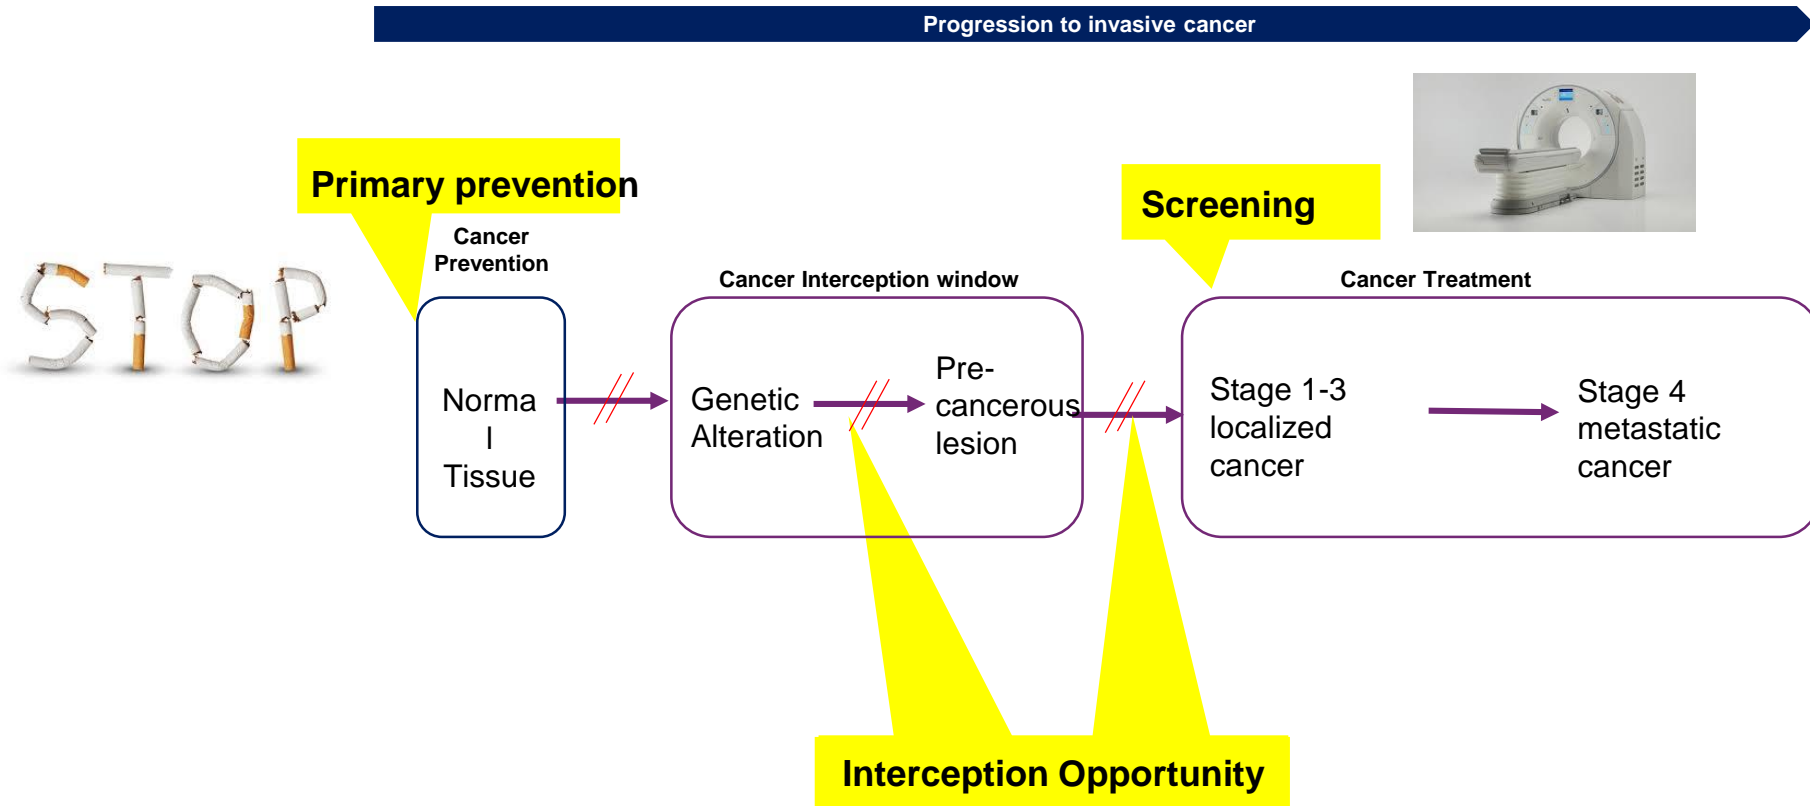 Progression to invasive cancer
Primary prevention
Screening
Cancer
Prevention
Cancer Interception window
Cancer Treatment
STOP
Norma
l
Tissue
Genetic
Alteration
Pre-
cancerous
lesion
Stage 1-3
localized
cancer
Stage 4
metastatic
cancer
Interception Opportunity